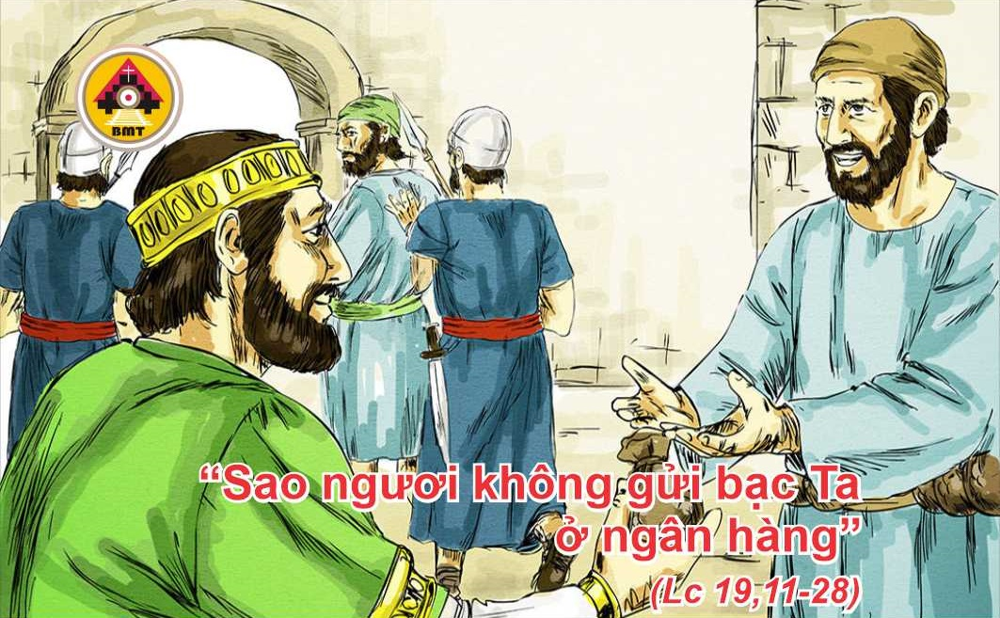 BMT
“Sao ngươi không gửi bạc Ta
ở ngân hàng”
(Lc 19,11-28)